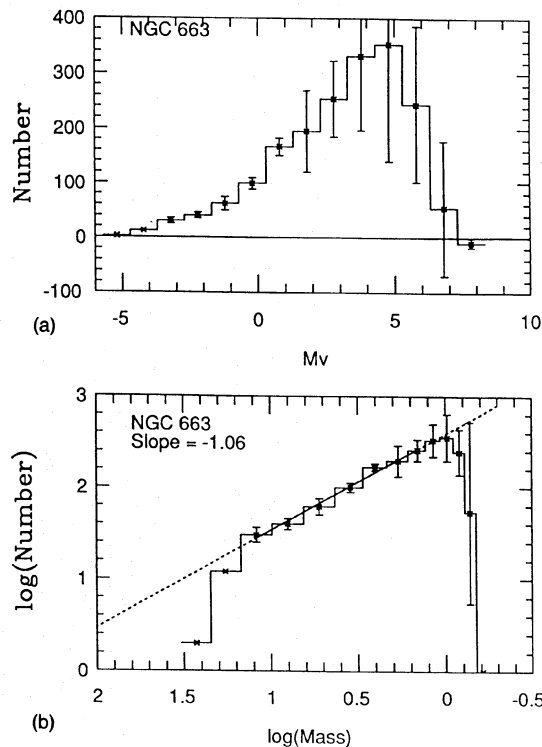 NGC 663
400
300
200
100
0
-100
Number
-5
0
5
10
(a)
Mv
NGC 663
Slope = -1.06
3
2
1
0
log(Number)
2
1.5
1
0.5
0
-0.5
(b)
log(Mass)